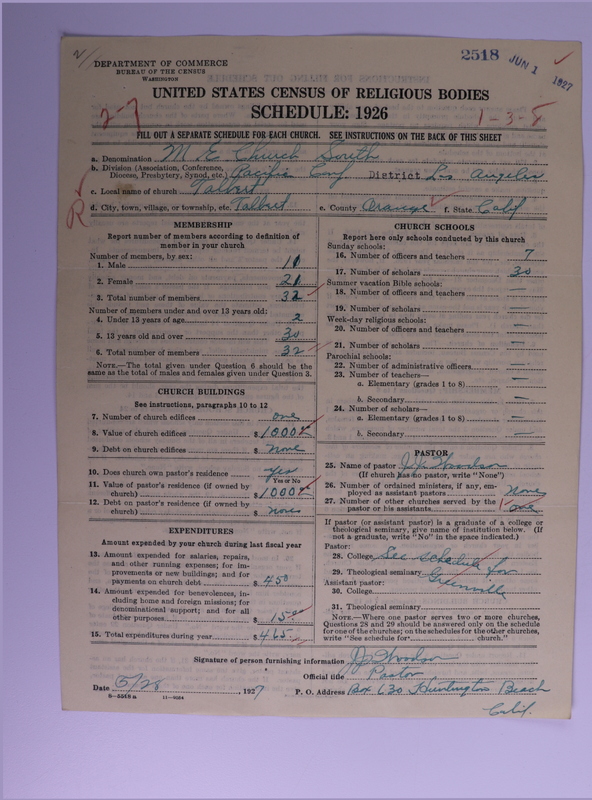 2518 JUN 1 1927
DEPARTMENT OF COMMERCE
BUREAU OF THE CENSUS
WASHINGTON
UNITED STATES CENSUS OF RELIGIOUS BODIES
SCHEDULE: 1926
2-7
1-3-8
FILL OUT A SEPARATE SCHEDULE FOR EACH CHURCH. SEE INSTRUCTIONS ON THE BACK OF THIS SHEET
a. Denomination M E Church South
b. Division (Association, Conference, Diocese, Presbytery, Synod, etc.) Pacific Conf District Los Angeles
c. Local name of church Talbert
R
d. City, town, village, or township, etc. Talbert e. County Orange f. State Calif
MEMBERSHIP
Report number of members according to definition of
member in your church
Number of members, by sex:
1. Male 11
2. Female 21
3. Total number of members 32
Number of members under and over 13 years old:
4. Under 13 years of age 2
5. 13 years old and over 30
6. Total number of members 32
NOTE.—The total given under Question 6 should be the
same as the total of males and females given under Question 3.
CHURCH BUILDINGS
See instructions, paragraphs 10 to 12
7. Number of church edifices one
8. Value of church edifices $ 1000
9. Debt on church edifices $ none
10. Does church own pastor's residence yes
Yes or No
11. Value of pastor's residence (if owned by
church) $ 1000
12. Debt on pastor's residence (if owned by
church) $ none
EXPENDITURES
Amount expended by your church during last fiscal year
13. Amount expended for salaries, repairs,
and other running expenses; for im-
provements or new buildings; and for
payments on church debt $ 450
14. Amount expended for benevolences, in-
cluding home and foreign missions; for
denominational support; and for all
other purposes $ 15
15. Total expenditures during year $ 465
CHURCH SCHOOLS
Report here only schools conducted by this church
Sunday schools:
16. Number of officers and teachers 7
17. Number of scholars 30
Summer vacation Bible schools:
18. Number of officers and teachers —
19. Number of scholars —
Week-day religious schools:
20. Number of officers and teachers —
21. Number of scholars —
Parochial schools:
22. Number of administrative officers —
23. Number of teachers—
a. Elementary (grades 1 to 8) —
b. Secondary —
24. Number of scholars—
a. Elementary (grades 1 to 8) —
b. Secondary —
PASTOR
25. Name of pastor J. J. Woodson
(If church has no pastor, write "None")
26. Number of ordained ministers, if any, em-
ployed as assistant pastors none
27. Number of other churches served by the
pastor or his assistants one
If pastor (or assistant pastor) is a graduate of a college or
theological seminary, give name of institution below. (If
not a graduate, write "No" in the space indicated.)
Pastor:
28. College See schedule for
29. Theological seminary Greenville
Assistant pastor:
30. College
31. Theological seminary
NOTE.—Where one pastor serves two or more churches,
Questions 28 and 29 should be answered only on the schedule
for one of the churches; on the schedules for the other churches,
write "See schedule for church."
Signature of person furnishing information J. J. Woodson
Official title Pastor
Date 5/28, 1927 P. O. Address Box 630 Huntington Beach
Calif.
8—5548a 11—9054